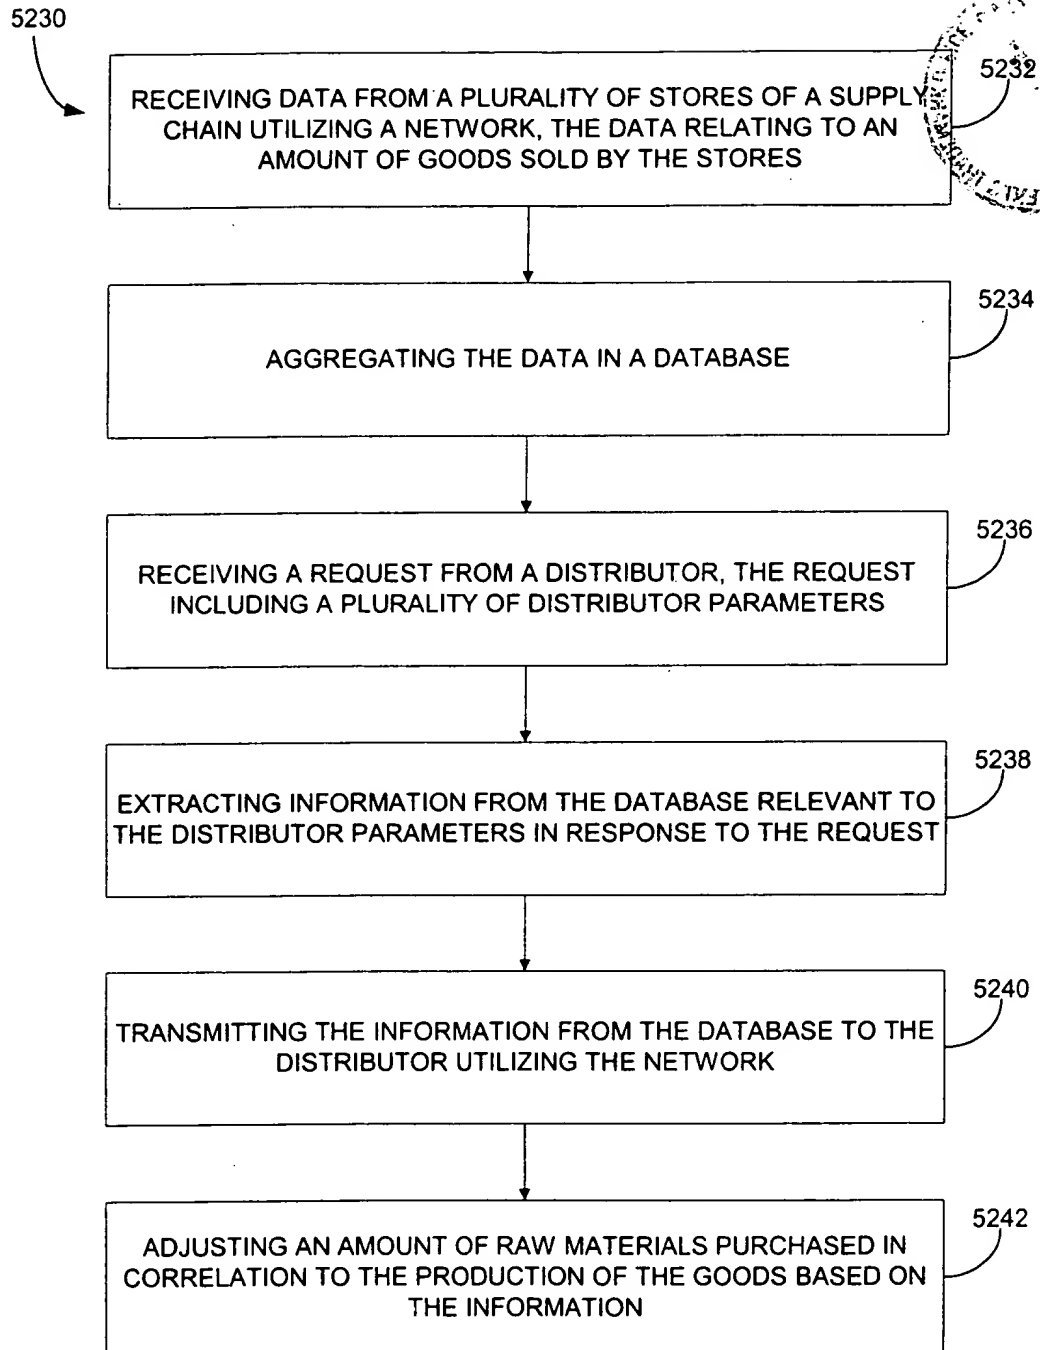 5230
5232
RECEIVING DATA FROM A PLURALITY OF STORES OF A SUPPLY
CHAIN UTILIZING A NETWORK, THE DATA RELATING TO AN
AMOUNT OF GOODS SOLD BY THE STORES
5234
AGGREGATING THE DATA IN A DATABASE
5236
RECEIVING A REQUEST FROM A DISTRIBUTOR, THE REQUEST
INCLUDING A PLURALITY OF DISTRIBUTOR PARAMETERS
5238
EXTRACTING INFORMATION FROM THE DATABASE RELEVANT TO
THE DISTRIBUTOR PARAMETERS IN RESPONSE TO THE REQUEST
5240
TRANSMITTING THE INFORMATION FROM THE DATABASE TO THE
DISTRIBUTOR UTILIZING THE NETWORK
5242
ADJUSTING AN AMOUNT OF RAW MATERIALS PURCHASED IN
CORRELATION TO THE PRODUCTION OF THE GOODS BASED ON
THE INFORMATION